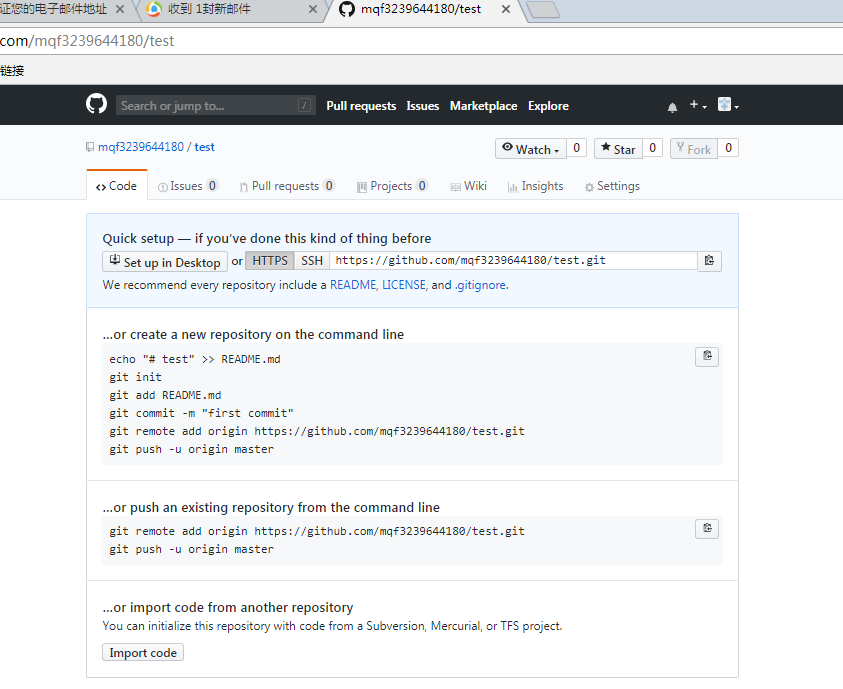 证您的电子邮件地址
收到 1封新邮件
mqf3239644180/test
com/mqf3239644180/test
链接
Search or jump to...
/
Pull requests
Issues
Marketplace
Explore
mqf3239644180 / test
Watch 0
Star 0
Fork 0
Code
Issues 0
Pull requests 0
Projects 0
Wiki
Insights
Settings
Quick setup — if you've done this kind of thing before
Set up in Desktop or HTTPS SSH https://github.com/mqf3239644180/test.git
We recommend every repository include a README, LICENSE, and .gitignore.
…or create a new repository on the command line
echo "# test" >> README.md
git init
git add README.md
git commit -m "first commit"
git remote add origin https://github.com/mqf3239644180/test.git
git push -u origin master
…or push an existing repository from the command line
git remote add origin https://github.com/mqf3239644180/test.git
git push -u origin master
…or import code from another repository
You can initialize this repository with code from a Subversion, Mercurial, or TFS project.
Import code